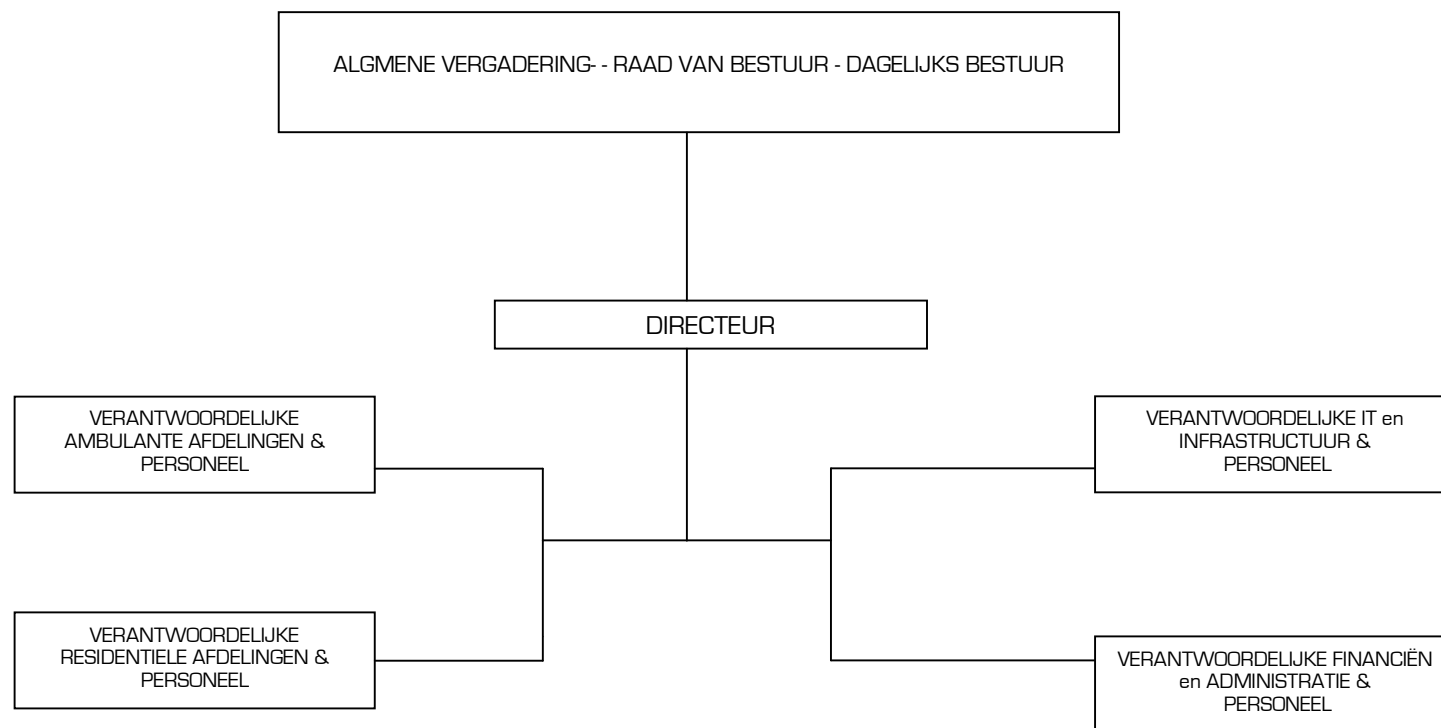 ALGMENE VERGADERING- - RAAD VAN BESTUUR - DAGELIJKS BESTUUR
DIRECTEUR
VERANTWOORDELIJKE
AMBULANTE AFDELINGEN &
PERSONEEL
VERANTWOORDELIJKE IT en
INFRASTRUCTUUR &
PERSONEEL
VERANTWOORDELIJKE
RESIDENTIELE AFDELINGEN &
PERSONEEL
VERANTWOORDELIJKE FINANCIËN
en ADMINISTRATIE &
PERSONEEL